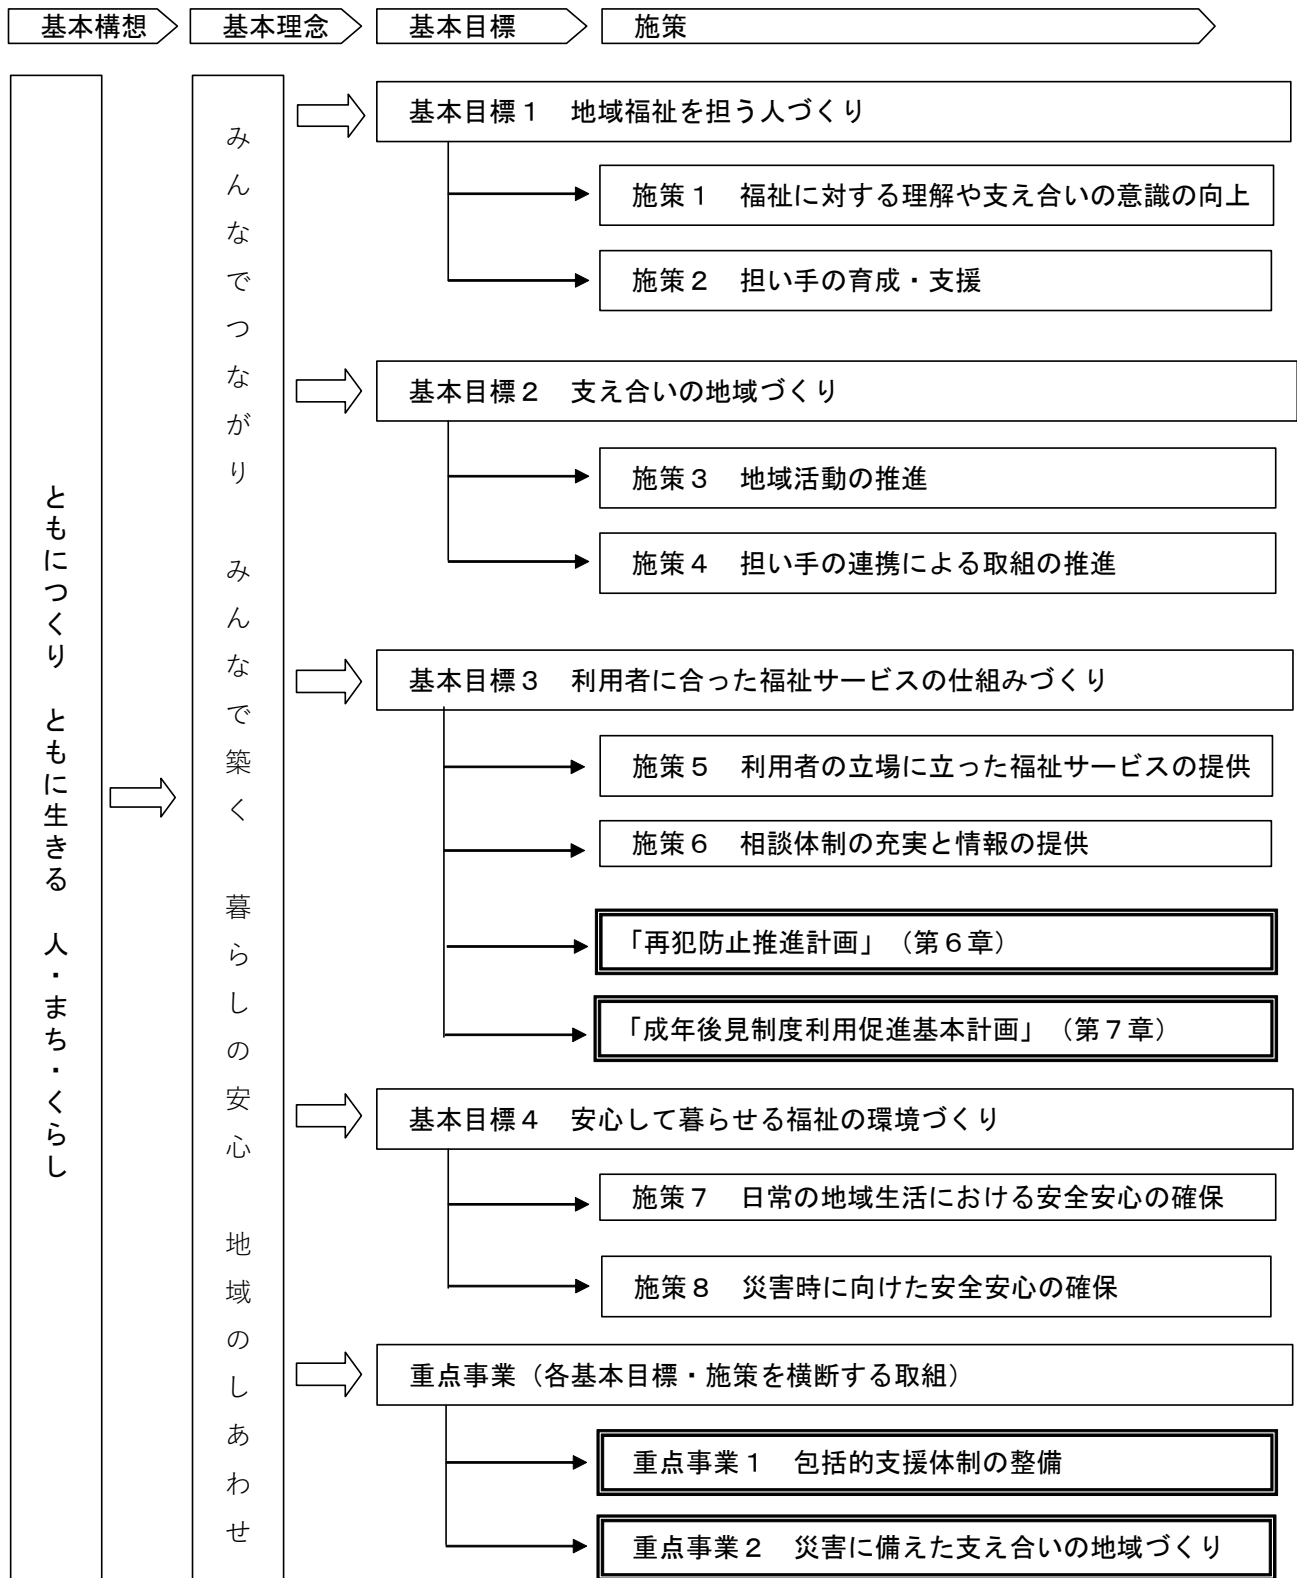 基本構想
基本理念
基本目標
施策
ともにつくり　ともに生きる　人・まち・くらし
みんなでつながり　みんなで築く　暮らしの安心　地域のしあわせ
基本目標１　地域福祉を担う人づくり
施策１　福祉に対する理解や支え合いの意識の向上
施策２　担い手の育成・支援
基本目標２　支え合いの地域づくり
施策３　地域活動の推進
施策４　担い手の連携による取組の推進
基本目標３　利用者に合った福祉サービスの仕組みづくり
施策５　利用者の立場に立った福祉サービスの提供
施策６　相談体制の充実と情報の提供
「再犯防止推進計画」（第６章）
「成年後見制度利用促進基本計画」（第７章）
基本目標４　安心して暮らせる福祉の環境づくり
施策７　日常の地域生活における安全安心の確保
施策８　災害時に向けた安全安心の確保
重点事業（各基本目標・施策を横断する取組）
重点事業１　包括的支援体制の整備
重点事業２　災害に備えた支え合いの地域づくり